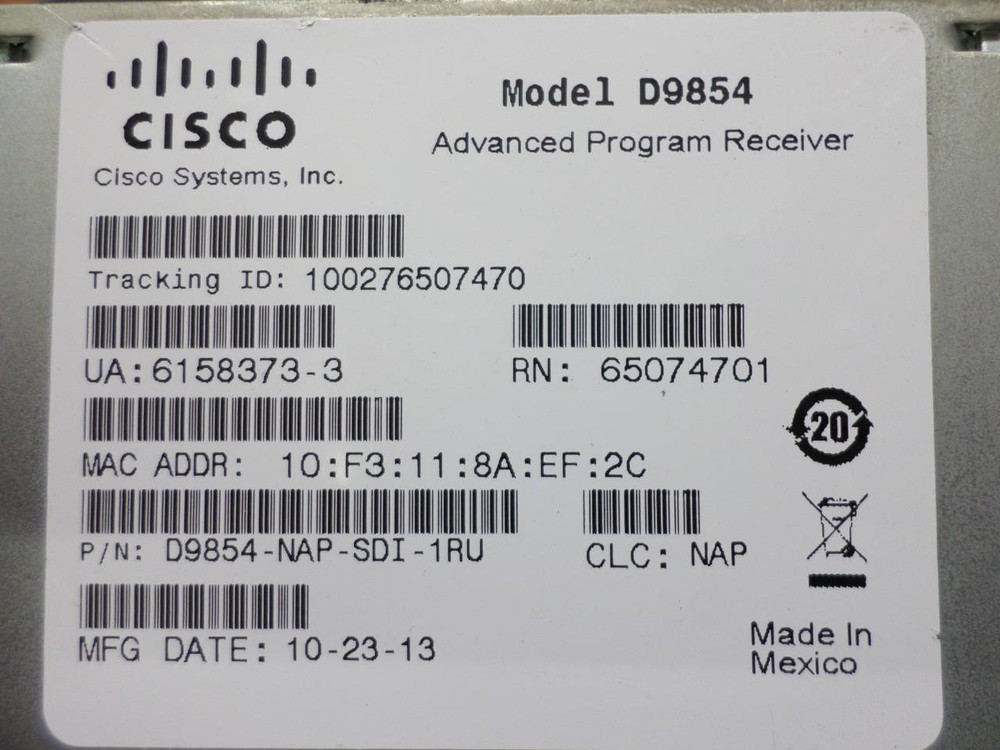 CISCO
Cisco Systems, Inc.
Model D9854
Advanced Program Receiver
Tracking ID: 100276507470
UA:6158373-3
RN: 65074701
MAC ADDR: 10:F3:11:8A:EF:2C
20
P/N: D9854-NAP-SDI-1RU
CLC: NAP
MFG DATE: 10-23-13
Made In
Mexico